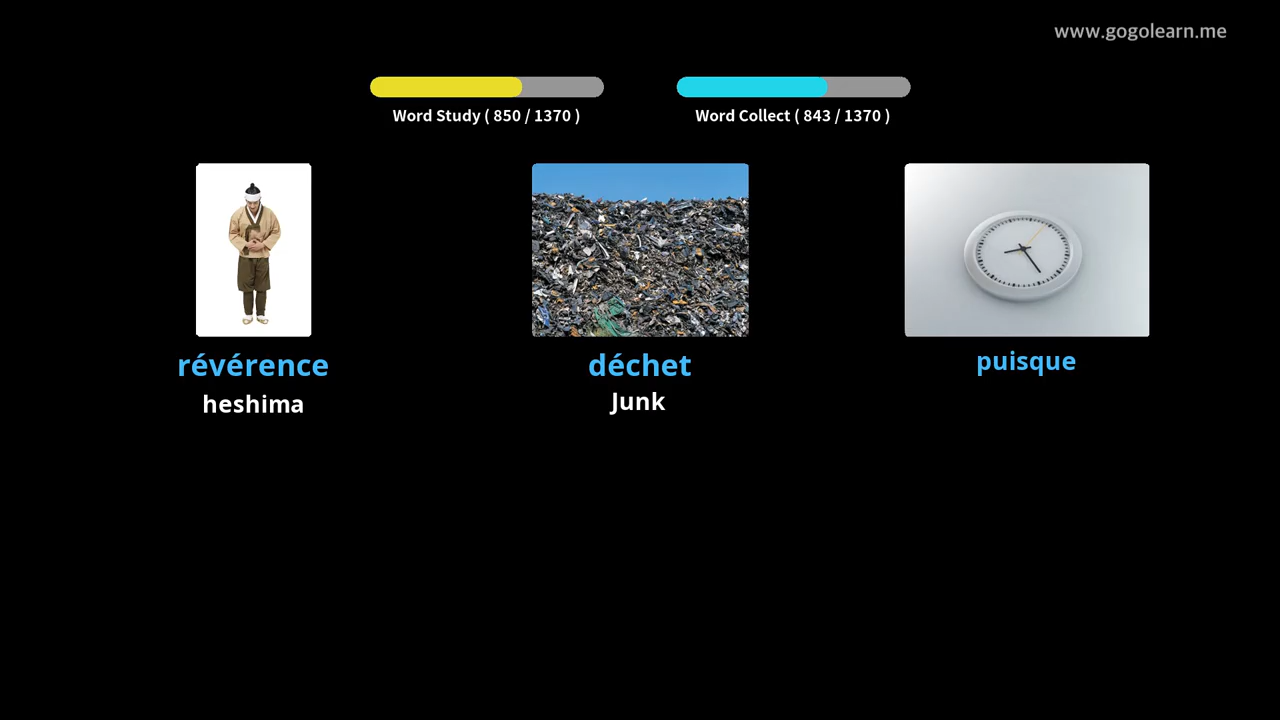 www.gogolearn.me
Word Study ( 850 / 1370 )
Word Collect ( 843 / 1370 )
révérence
heshima
déchet
Junk
puisque